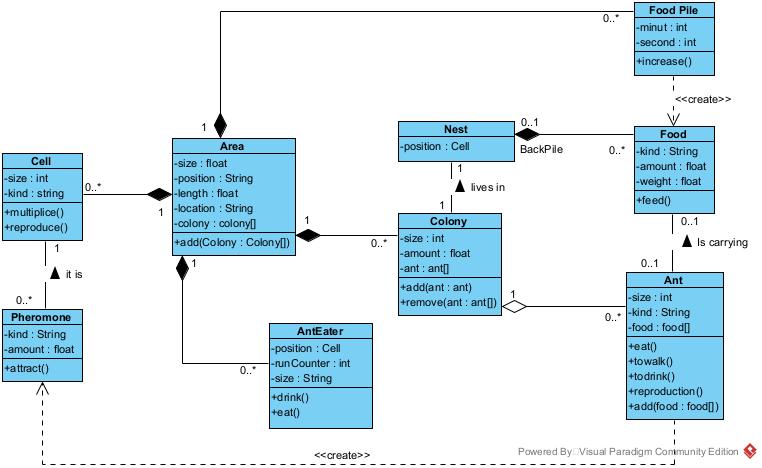 Food Pile
-minut : int
-second : int
+increase()
0..*
<<create>>
1
Area
-size : float
-position : String
-length : float
-location : String
-colony : colony[]
+add(Colony : Colony[])
Nest
-position : Cell
0..1
BackPile
0..*
Food
-kind : String
-amount : float
-weight : float
+feed()
Cell
-size : int
-kind : string
+multiplice()
+reproduce()
0..*
1
1
lives in
1
1
0..*
Colony
-size : int
-amount : float
-ant : ant[]
+add(ant : ant)
+remove(ant : ant[])
0..1
Is carrying
0..1
1
it is
0..*
1
0..*
1
0..*
Ant
-size : int
-kind : String
-food : food[]
+eat()
+towalk()
+todrink()
+reproduction()
+add(food : food[])
Pheromone
-kind : String
-amount : float
+attract()
AntEater
-position : Cell
-runCounter : int
-size : String
+drink()
+eat()
<<create>>
Powered By Visual Paradigm Community Edition